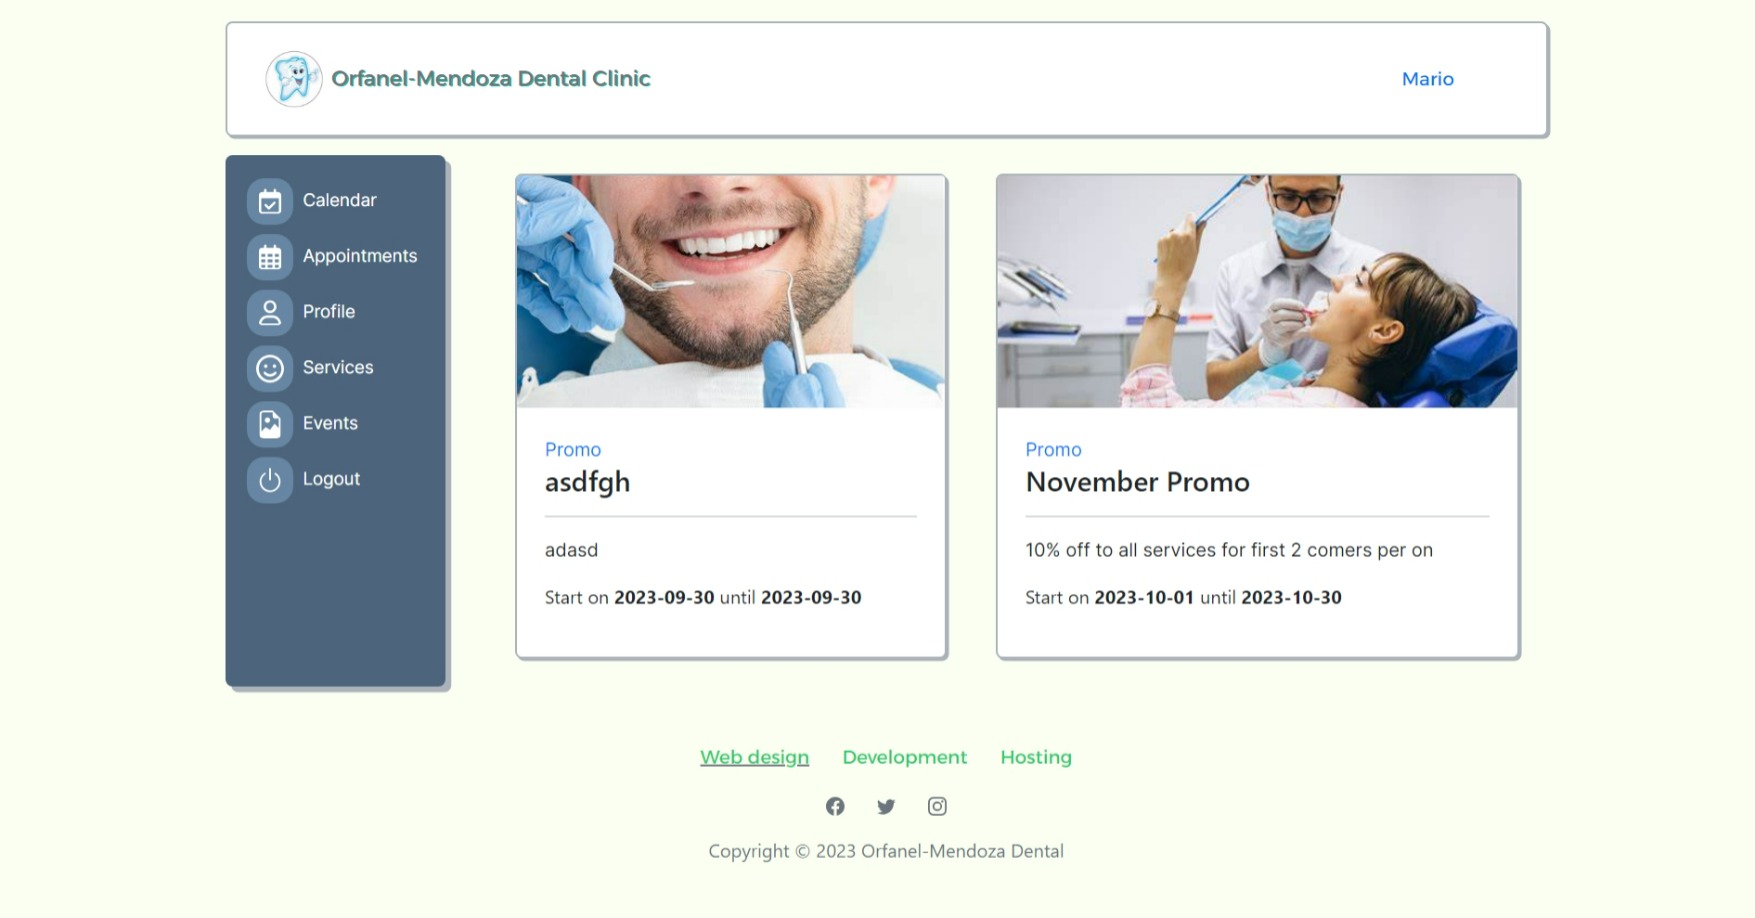 Orfanel-Mendoza Dental Clinic
Mario
Calendar
Appointments
Profile
Services
Events
Logout
Promo
asdfgh
adasd
Start on 2023-09-30 until 2023-09-30
Promo
November Promo
10% off to all services for first 2 comers per on
Start on 2023-10-01 until 2023-10-30
Web design Development Hosting
Copyright © 2023 Orfanel-Mendoza Dental